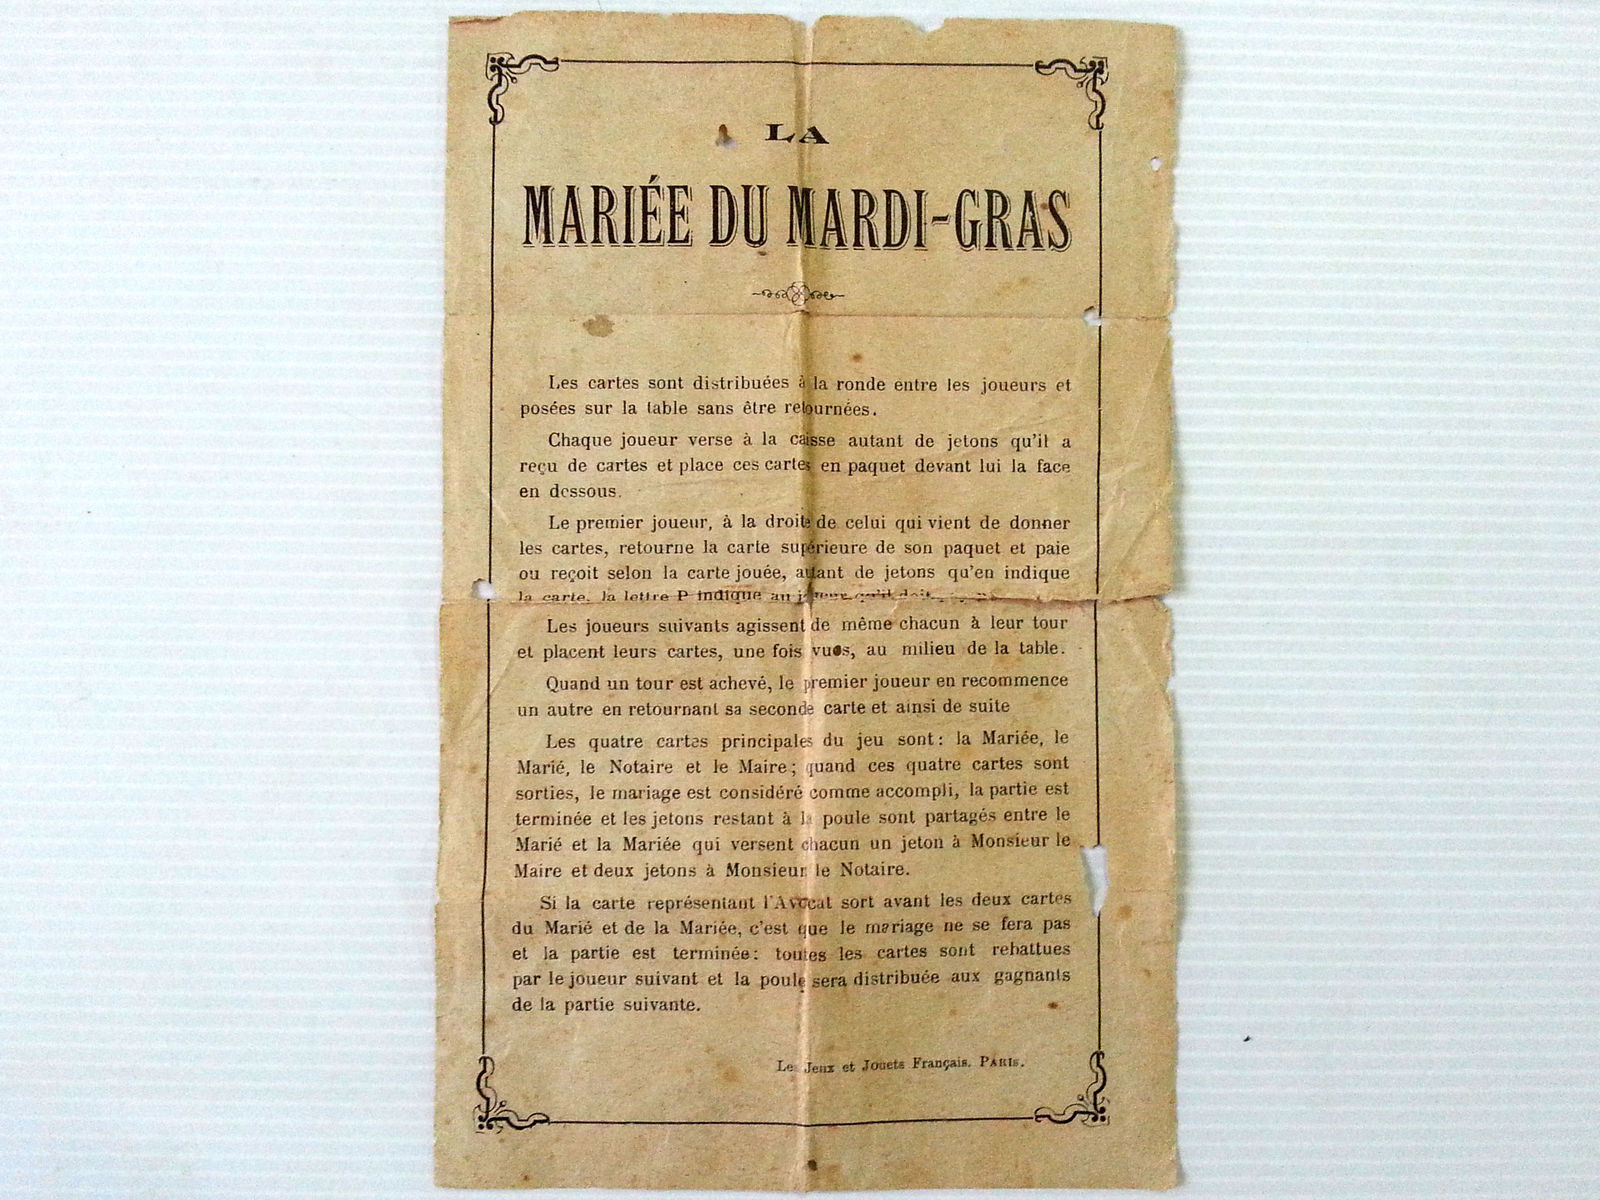 LA
MARIÉE DU MARDI-GRAS
Les cartes sont distribuées à la ronde entre les joueurs et
posées sur la table sans être retournées.
Chaque joueur verse à la caisse autant de jetons qu'il a
reçu de cartes et place ces cartes en paquet devant lui la face
en dessous.
Le premier joueur, à la droite de celui qui vient de donner
les cartes, retourne la carte supérieure de son paquet et paie
ou reçoit selon la carte jouée, autant de jetons qu'en indique
la carte, la lettre P indique au joueur qu'il doit
Les joueurs suivants agissent de même chacun à leur tour
et placent leurs cartes, une fois vues, au milieu de la table.
Quand un tour est achevé, le premier joueur en recommence
un autre en retournant sa seconde carte et ainsi de suite
Les quatre cartes principales du jeu sont : la Mariée, le
Marié, le Notaire et le Maire ; quand ces quatre cartes sont
sorties, le mariage est considéré comme accompli, la partie est
terminée et les jetons restant à la poule sont partagés entre le
Marié et la Mariée qui versent chacun un jeton à Monsieur le
Maire et deux jetons à Monsieur le Notaire.
Si la carte représentant l'Avocat sort avant les deux cartes
du Marié et de la Mariée, c'est que le mariage ne se fera pas
et la partie est terminée : toutes les cartes sont rebattues
par le joueur suivant et la poule sera distribuée aux gagnants
de la partie suivante.
Les Jeux et Jouets Français. PARIS.